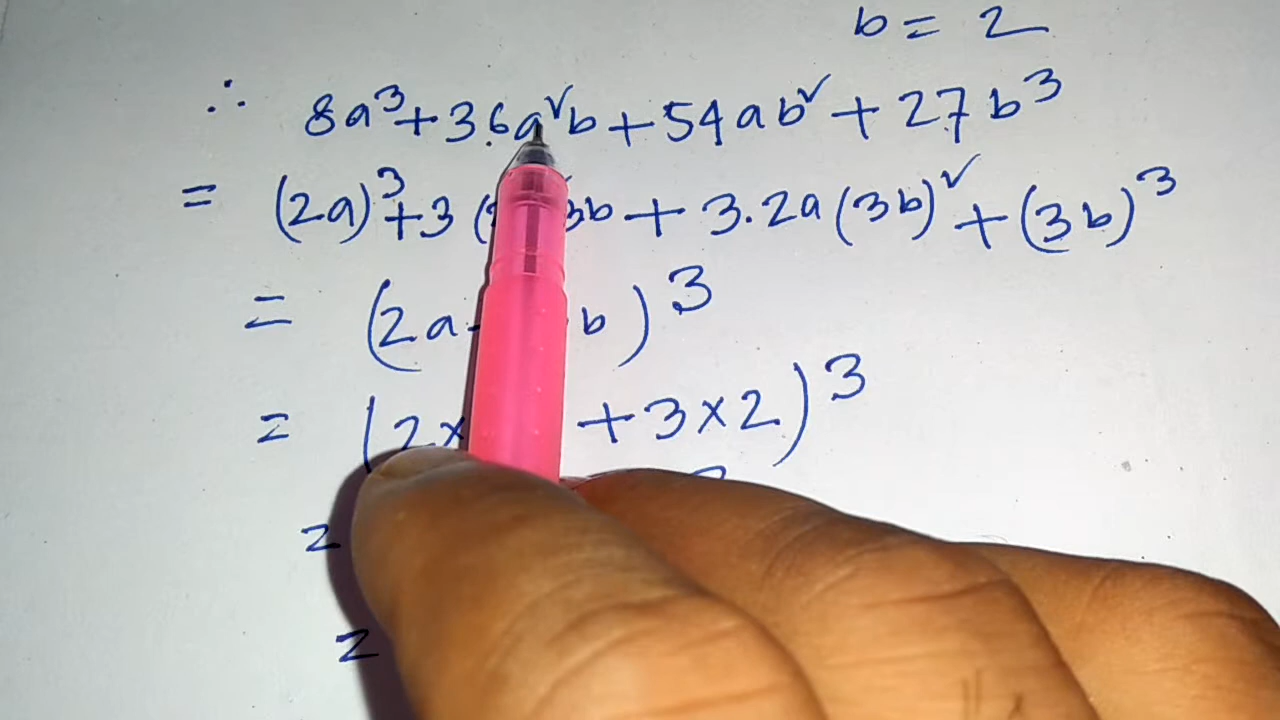 b = 2
∴ 8a³ + 36a²b + 54ab² + 27b³
= (2a)³ + 3 ( 3b + 3.2a(3b)² + (3b)³
= (2a b)³
= (2× + 3×2)³
=
=